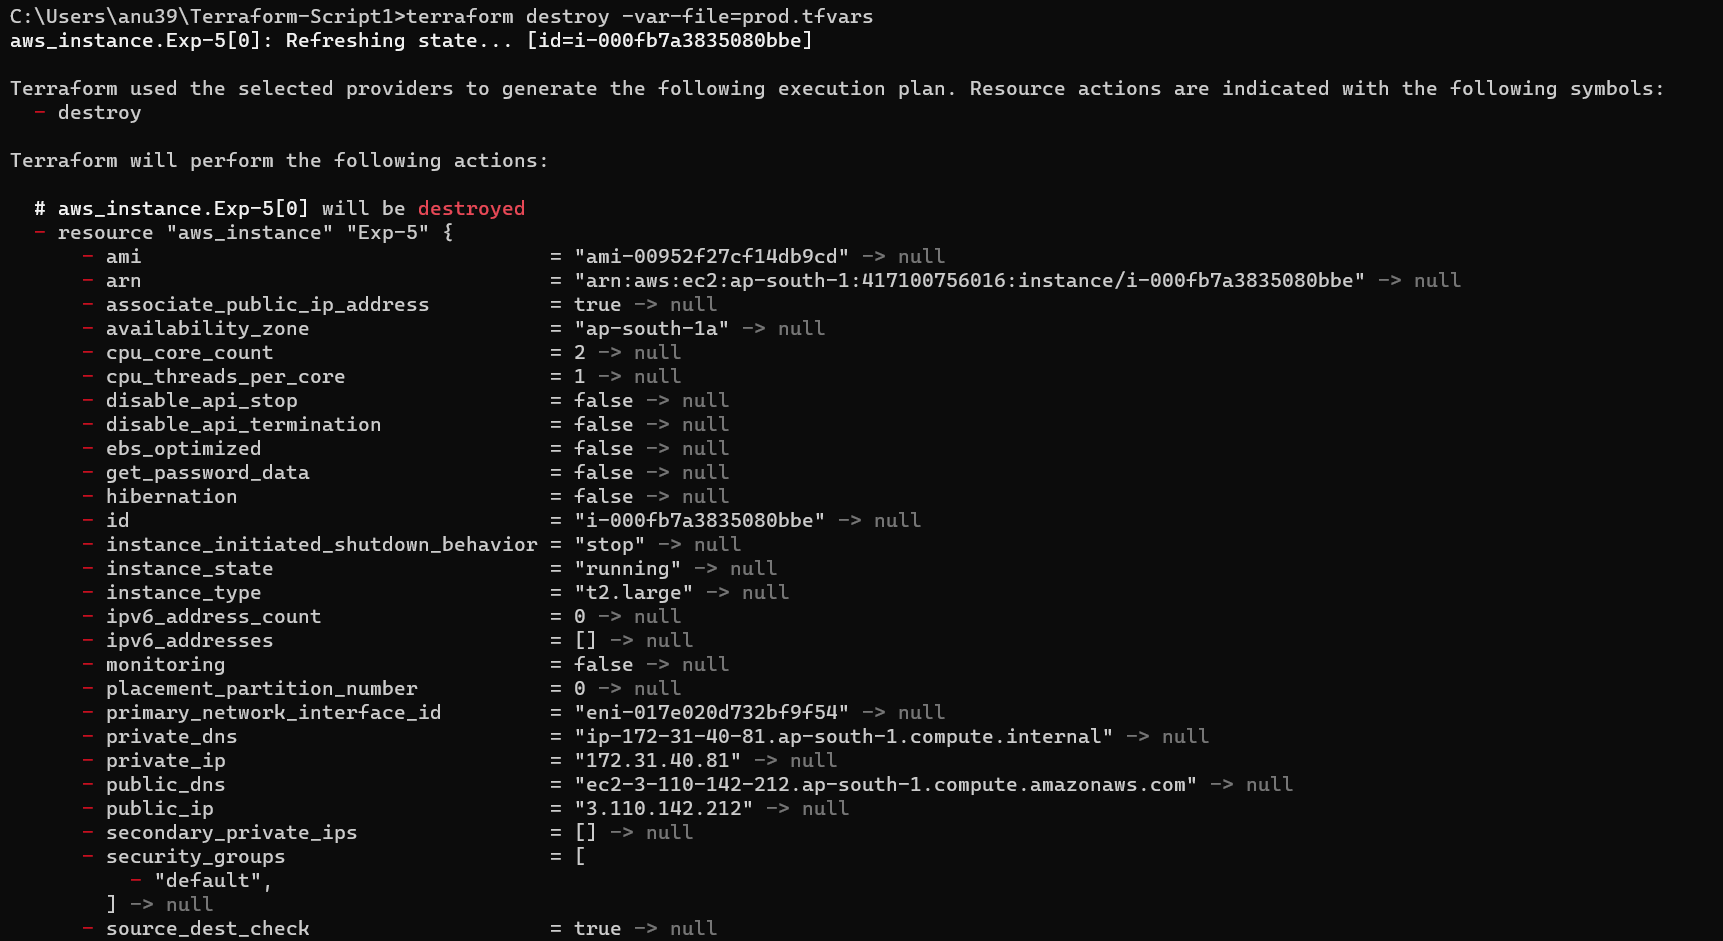 C:\Users\anu39\Terraform-Script1>terraform destroy -var-file=prod.tfvars
aws_instance.Exp-5[0]: Refreshing state... [id=i-000fb7a3835080bbe]
Terraform used the selected providers to generate the following execution plan. Resource actions are indicated with the following symbols:
- destroy
Terraform will perform the following actions:
# aws_instance.Exp-5[0] will be destroyed
- resource "aws_instance" "Exp-5" {
- ami = "ami-00952f27cf14db9cd" -> null
- arn = "arn:aws:ec2:ap-south-1:417100756016:instance/i-000fb7a3835080bbe" -> null
- associate_public_ip_address = true -> null
- availability_zone = "ap-south-1a" -> null
- cpu_core_count = 2 -> null
- cpu_threads_per_core = 1 -> null
- disable_api_stop = false -> null
- disable_api_termination = false -> null
- ebs_optimized = false -> null
- get_password_data = false -> null
- hibernation = false -> null
- id = "i-000fb7a3835080bbe" -> null
- instance_initiated_shutdown_behavior = "stop" -> null
- instance_state = "running" -> null
- instance_type = "t2.large" -> null
- ipv6_address_count = 0 -> null
- ipv6_addresses = [] -> null
- monitoring = false -> null
- placement_partition_number = 0 -> null
- primary_network_interface_id = "eni-017e020d732bf9f54" -> null
- private_dns = "ip-172-31-40-81.ap-south-1.compute.internal" -> null
- private_ip = "172.31.40.81" -> null
- public_dns = "ec2-3-110-142-212.ap-south-1.compute.amazonaws.com" -> null
- public_ip = "3.110.142.212" -> null
- secondary_private_ips = [] -> null
- security_groups = [
- "default",
] -> null
- source_dest_check = true -> null